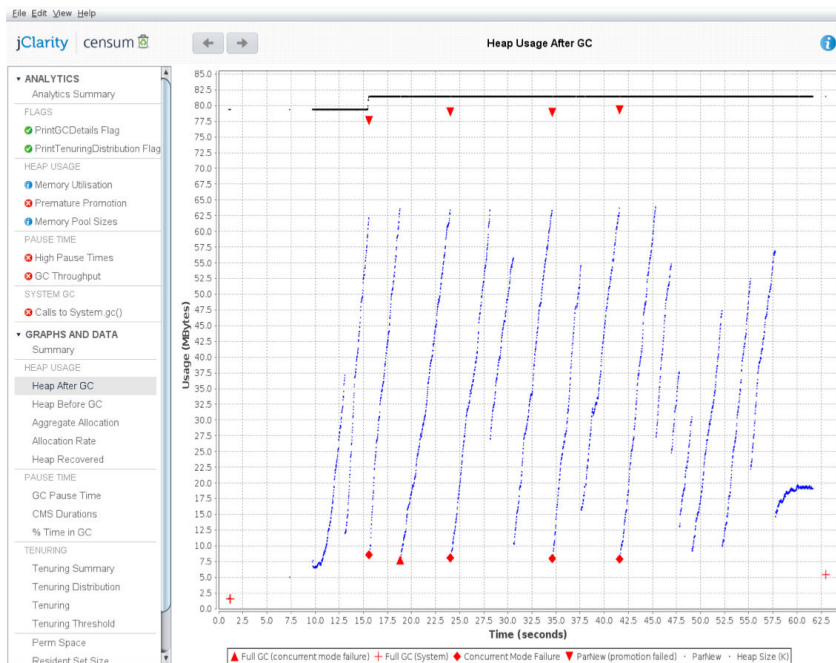 File Edit View Help
jClarity censum
Heap Usage After GC
ANALYTICS
Analytics Summary
FLAGS
PrintGCDetails Flag
PrintTenuringDistribution Flag
HEAP USAGE
Memory Utilisation
Premature Promotion
Memory Pool Sizes
PAUSE TIME
High Pause Times
GC Throughput
SYSTEM GC
Calls to System.gc()
GRAPHS AND DATA
Summary
HEAP USAGE
Heap After GC
Heap Before GC
Aggregate Allocation
Allocation Rate
Heap Recovered
PAUSE TIME
GC Pause Time
CMS Durations
% Time in GC
TENURING
Tenuring Summary
Tenuring Distribution
Tenuring
Tenuring Threshold
Perm Space
Resident Set Size
Usage (MBytes)
85.0
82.5
80.0
77.5
75.0
72.5
70.0
67.5
65.0
62.5
60.0
57.5
55.0
52.5
50.0
47.5
45.0
42.5
40.0
37.5
35.0
32.5
30.0
27.5
25.0
22.5
20.0
17.5
15.0
12.5
10.0
7.5
5.0
2.5
0.0
0.0 2.5 5.0 7.5 10.0 12.5 15.0 17.5 20.0 22.5 25.0 27.5 30.0 32.5 35.0 37.5 40.0 42.5 45.0 47.5 50.0 52.5 55.0 57.5 60.0 62.5
Time (seconds)
Full GC (concurrent mode failure) Full GC (System) Concurrent Mode Failure ParNew (promotion failed) ParNew Heap Size (K)